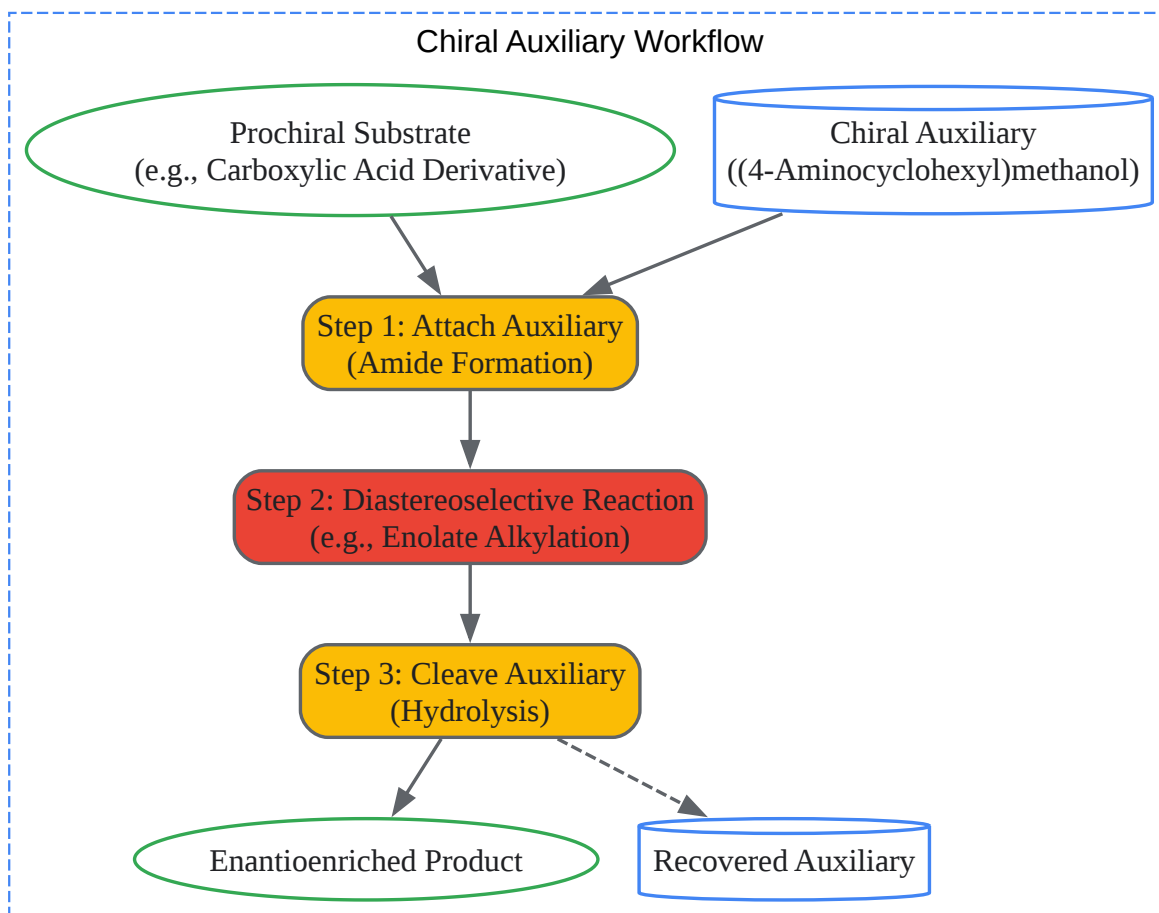 Chiral Auxiliary Workflow
Prochiral Substrate
(e.g., Carboxylic Acid Derivative)
Chiral Auxiliary
((4-Aminocyclohexyl)methanol)
Step 1: Attach Auxiliary
(Amide Formation)
Step 2: Diastereoselective Reaction
(e.g., Enolate Alkylation)
Step 3: Cleave Auxiliary
(Hydrolysis)
Enantioenriched Product
Recovered Auxiliary